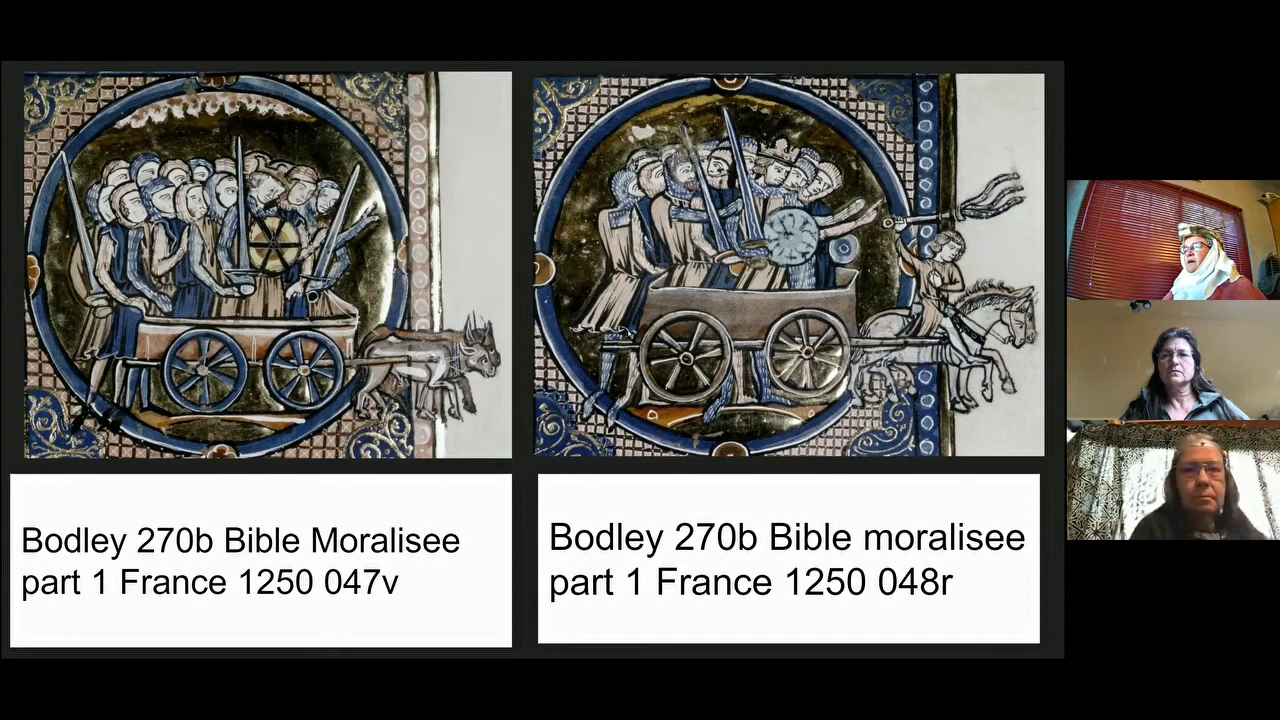 Bodley 270b Bible Moralisee
part 1 France 1250 047v
Bodley 270b Bible moralisee
part 1 France 1250 048r